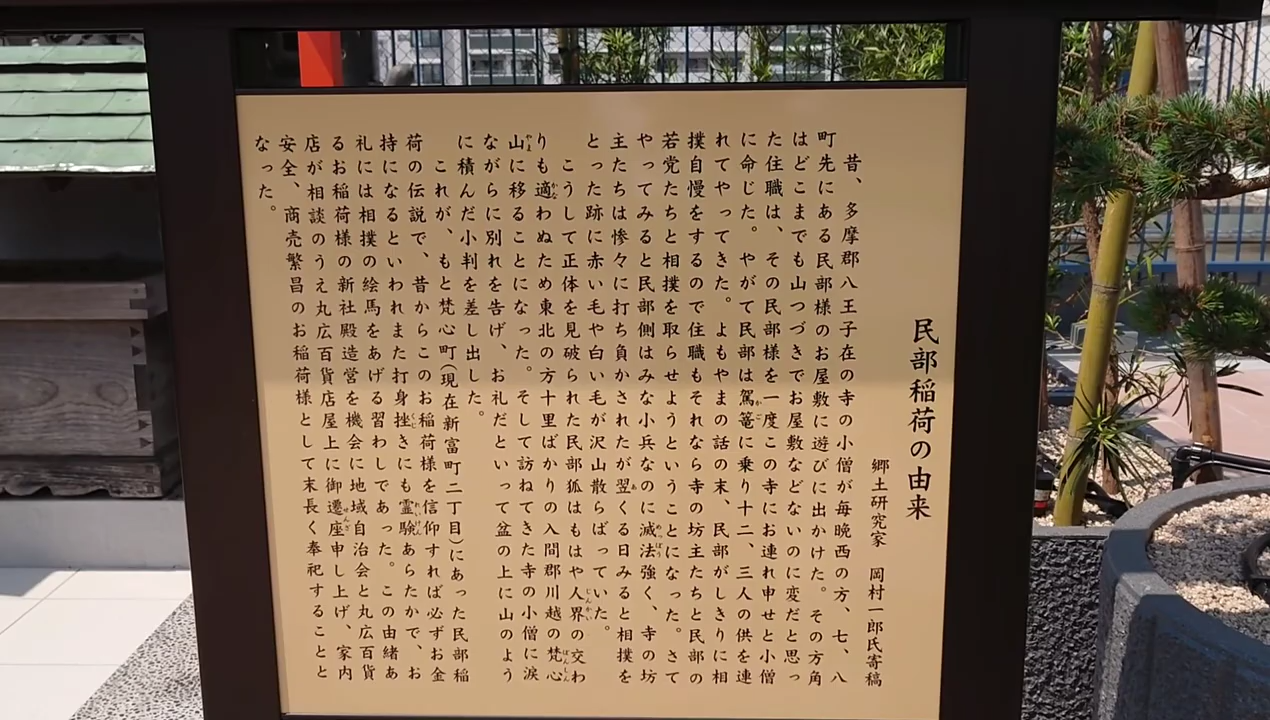 民部稲荷の由来
郷土研究家　岡村一郎氏寄稿
昔、多摩郡八王子在の寺の小僧が毎晩西の方、七、八
町先にある民部様のお屋敷に遊びに出かけた。その方角
はどこまでも山つづきでお屋敷などないのに変だと思っ
た住職は、その民部様を一度この寺にお連れ申せと小僧
に命じた。やがて民部は駕篭に乗り十二、三人の供を連
れてやってきた。よもやまの話の末、民部がしきりに相
撲自慢をするので住職もそれなら寺の坊主たちと民部の
若党たちと相撲を取らせようということになった。さて
やってみると民部側はみな小兵なのに滅法強く、寺の坊
主たちは惨々に打ち負かされたが翌くる日みると相撲を
とった跡に赤い毛や白い毛が沢山散らばっていた。
こうして正体を見破られた民部狐はもはや人界の交わ
りも適わぬため東北の方十里ばかりの入間郡川越の梵心
山に移ることになった。そして訪ねてきた寺の小僧に涙
ながらに別れを告げ、お礼だといって盆の上に山のよう
に積んだ小判を差し出した。
これが、もと梵心町(現在新富町二丁目)にあった民部稲
荷の伝説で、昔からこのお稲荷様を信仰すれば必ずお金
持になるといわれまた打身挫きにも霊験あらたかで、お
礼には相撲の絵馬をあげる習わしであった。この由緒あ
るお稲荷様の新社殿造営を機会に地域自治会と丸広百貨
店が相談のうえ丸広百貨店屋上に御遷座申し上げ、家内
安全、商売繁昌のお稲荷様として末長く奉祀することと
なった。